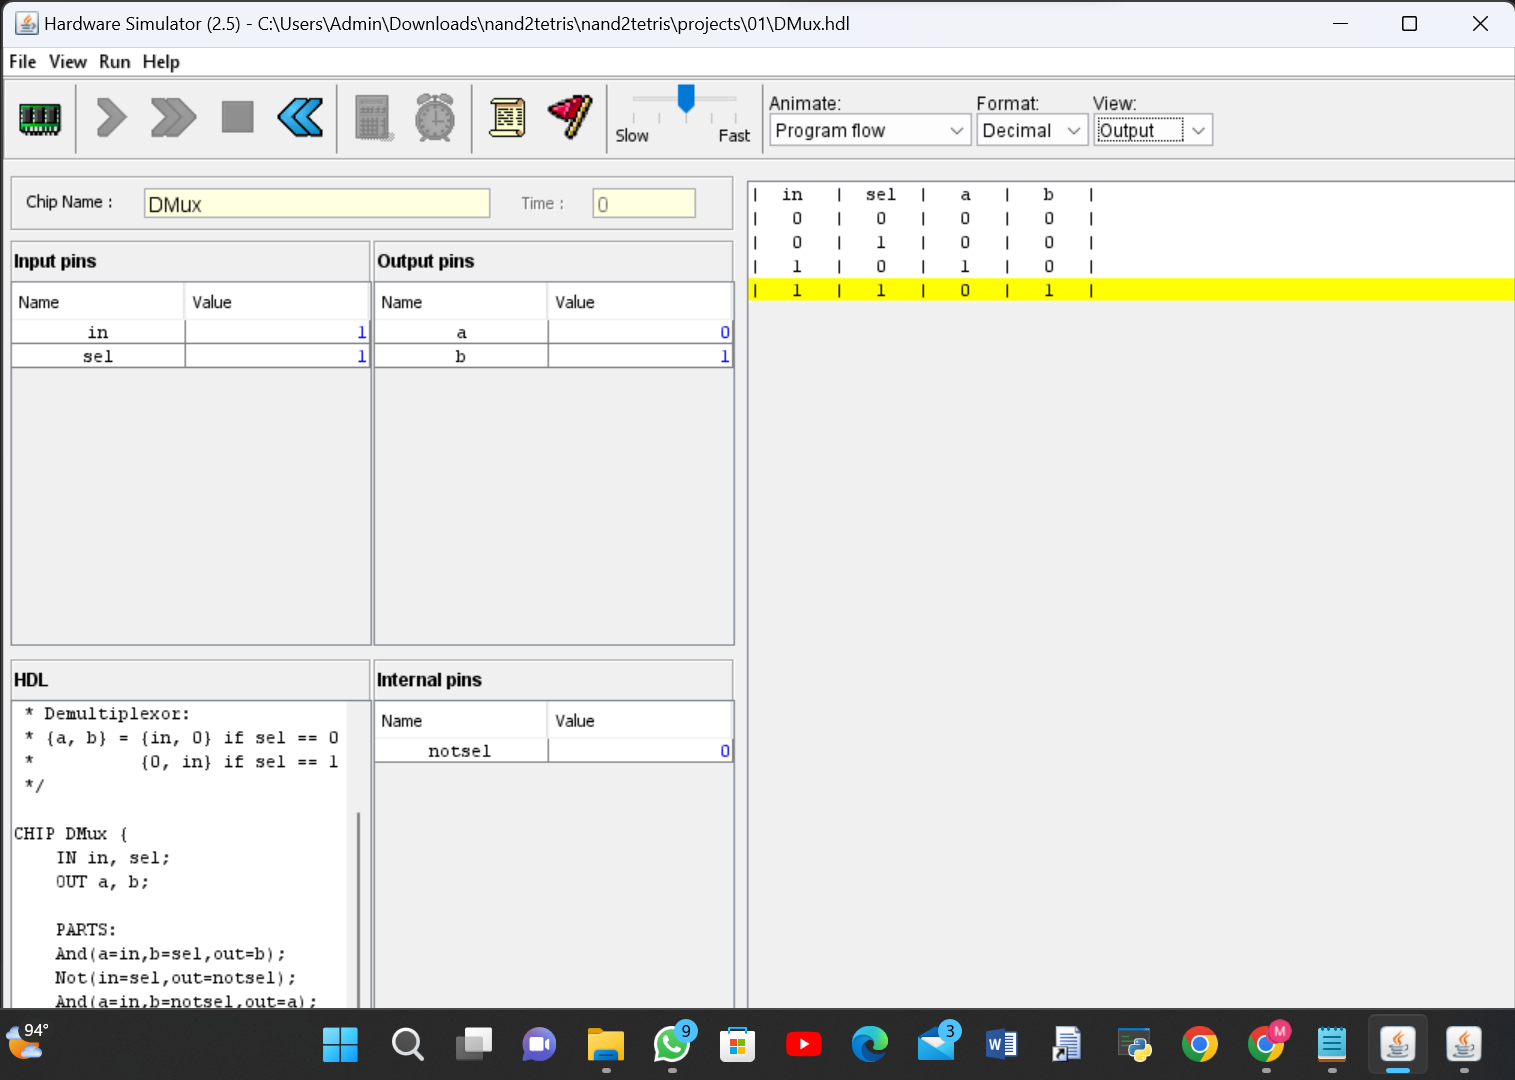 Hardware Simulator (2.5) - C:\Users\Admin\Downloads\nand2tetris\nand2tetris\projects\01\DMux.hdl
File View Run Help
Slow Fast
Animate: Format: View:
Program flow Decimal Output
Chip Name : DMux Time : 0
Input pins
Name Value
in 1
sel 1
Output pins
Name Value
a 0
b 1
| in | sel | a | b |
| 0 | 0 | 0 | 0 |
| 0 | 1 | 0 | 0 |
| 1 | 0 | 1 | 0 |
| 1 | 1 | 0 | 1 |
HDL
* Demultiplexor:
* {a, b} = {in, 0} if sel == 0
* {0, in} if sel == 1
*/
CHIP DMux {
IN in, sel;
OUT a, b;
PARTS:
And(a=in,b=sel,out=b);
Not(in=sel,out=notsel);
And(a=in,b=notsel,out=a);
Internal pins
Name Value
notsel 0
94°
9
3
W
M